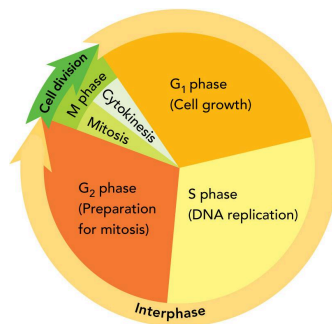 Cell division
M phase
Cytokinesis
Mitosis
G₁ phase
(Cell growth)
S phase
(DNA replication)
G₂ phase
(Preparation
for mitosis)
Interphase